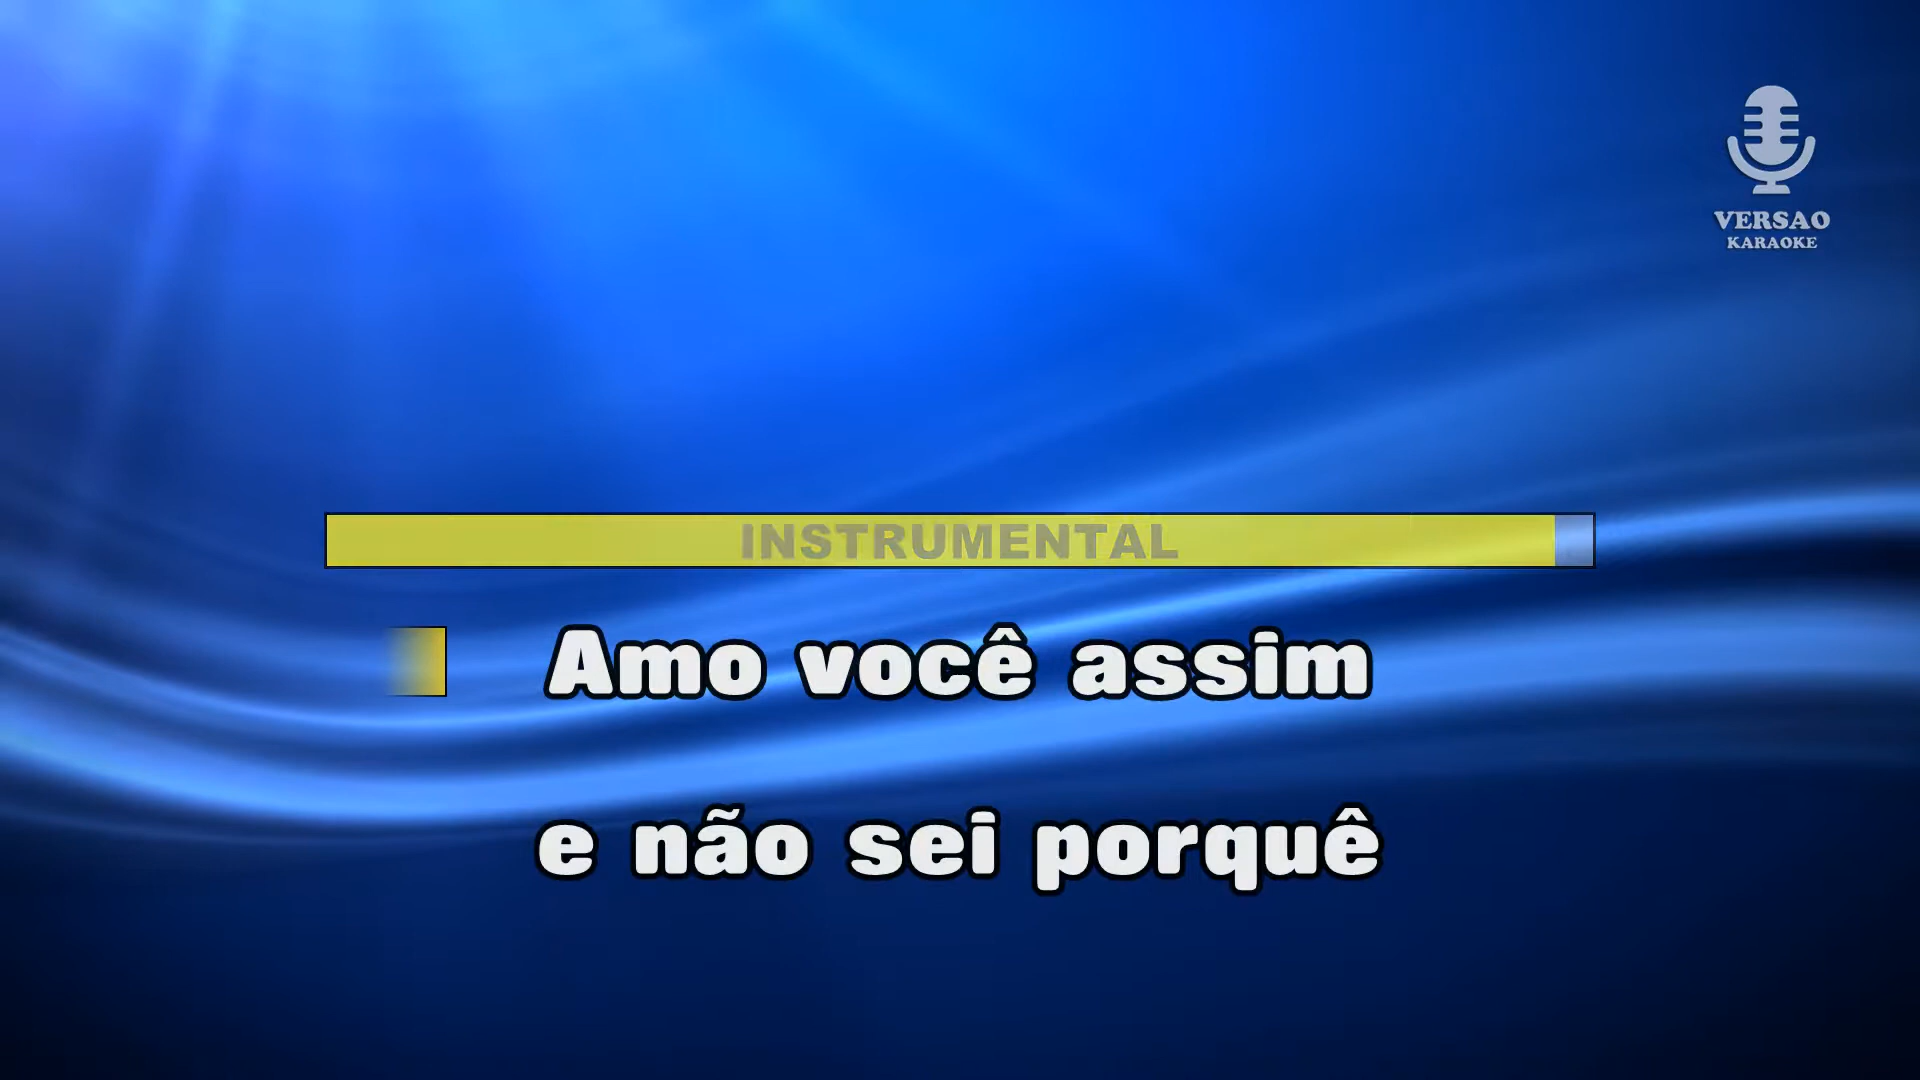 VERSAO
KARAOKE
INSTRUMENTAL
Amo você assim
e não sei porquê